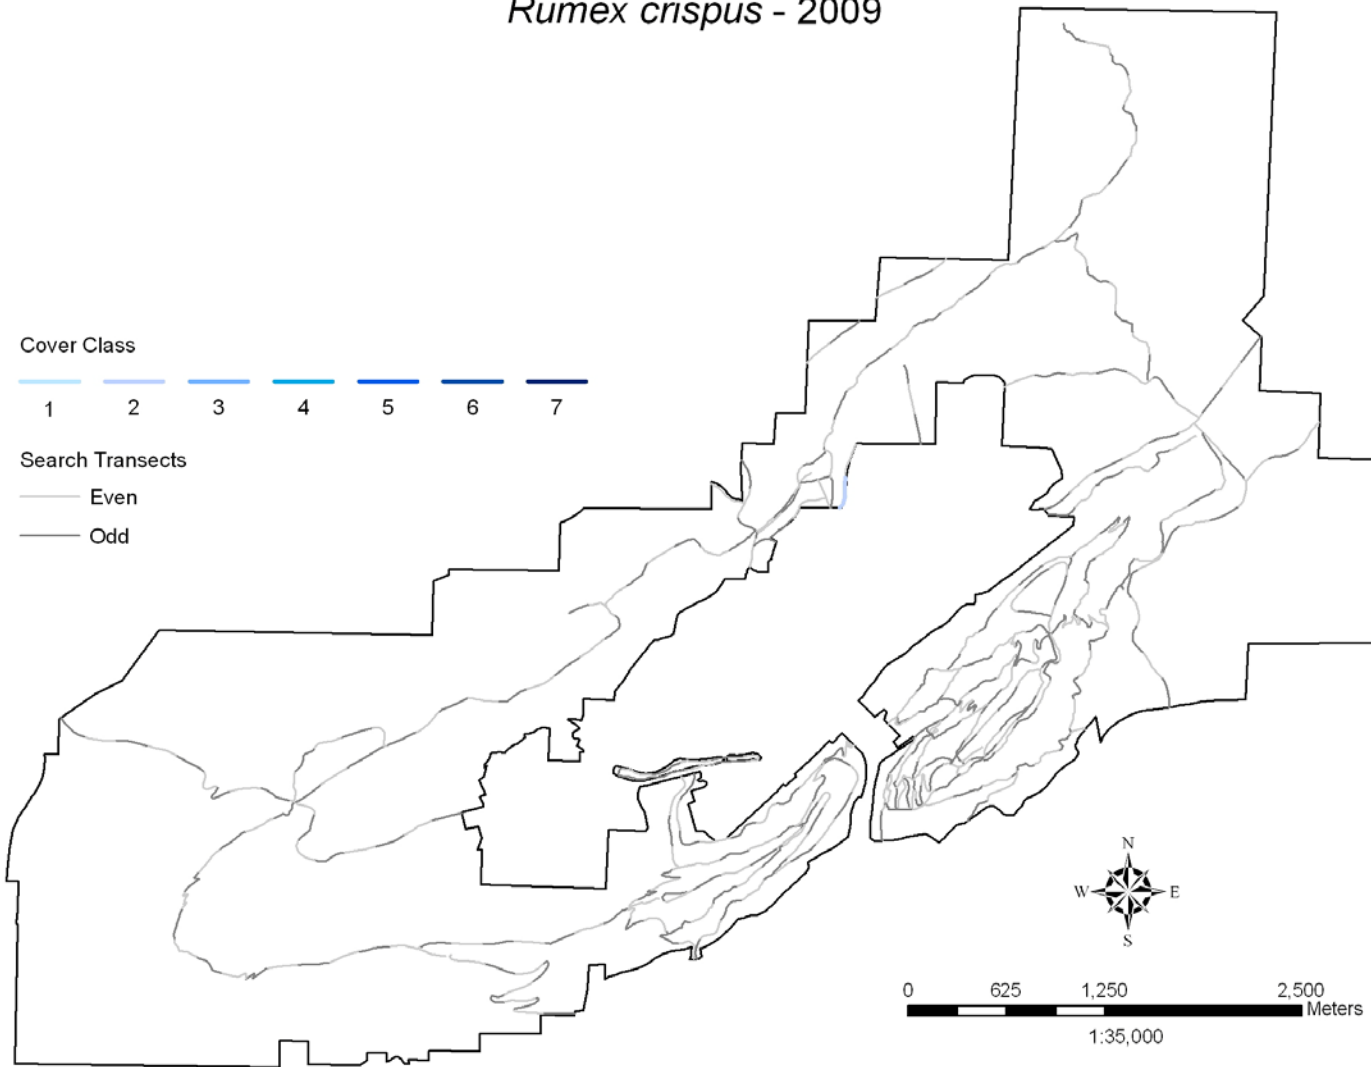 Rumex crispus - 2009
Cover Class
1 2 3 4 5 6 7
Search Transects
Even
Odd
N
W E
S
0 625 1,250 2,500
Meters
1:35,000